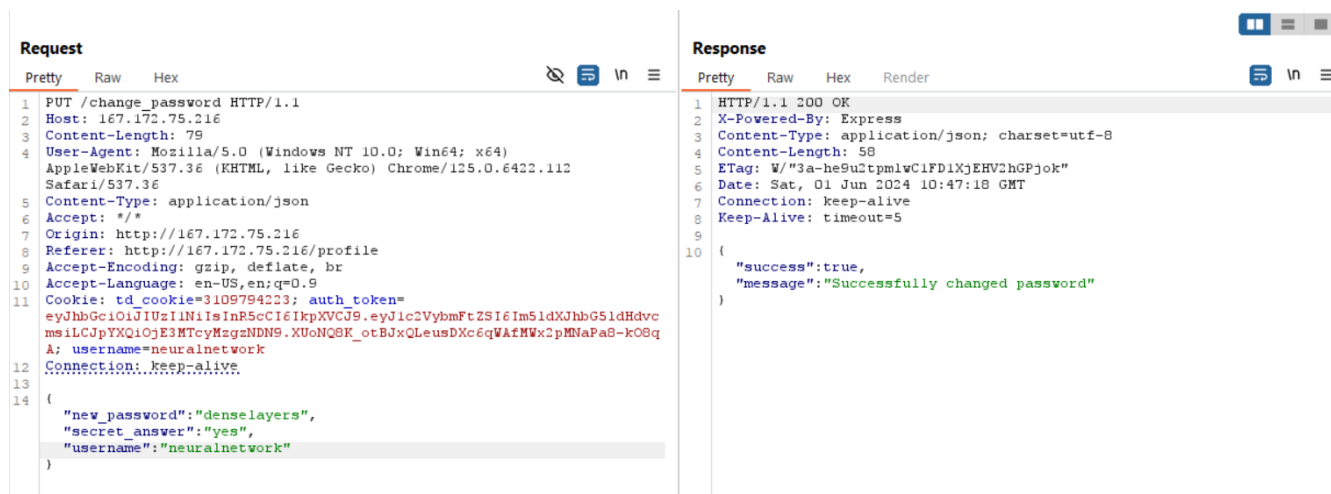 Request
Pretty Raw Hex \n
1 PUT /change_password HTTP/1.1
2 Host: 167.172.75.216
3 Content-Length: 79
4 User-Agent: Mozilla/5.0 (Windows NT 10.0; Win64; x64)
AppleWebKit/537.36 (KHTML, like Gecko) Chrome/125.0.6422.112
Safari/537.36
5 Content-Type: application/json
6 Accept: */*
7 Origin: http://167.172.75.216
8 Referer: http://167.172.75.216/profile
9 Accept-Encoding: gzip, deflate, br
10 Accept-Language: en-US,en;q=0.9
11 Cookie: td_cookie=3109794223; auth_token=
eyJhbGciOiJIUzI1NiIsInR5cCI6IkpXVCJ9.eyJ1c2VybmFtZSI6Im5ldXJhbG5ldHdvc
msiLCJpYXQiOjE3MTcyMzgzNDN9.XUoNQ8K_otBJxQLeusDXc6qWAfMWx2pMNaPa8-kO8q
A; username=neuralnetwork
12 Connection: keep-alive
13
14 {
"new_password":"denselayers",
"secret_answer":"yes",
"username":"neuralnetwork"
}
Response
Pretty Raw Hex Render \n
1 HTTP/1.1 200 OK
2 X-Powered-By: Express
3 Content-Type: application/json; charset=utf-8
4 Content-Length: 58
5 ETag: W/"3a-he9u2tpmlwC1FD1XjEHV2hGPjok"
6 Date: Sat, 01 Jun 2024 10:47:18 GMT
7 Connection: keep-alive
8 Keep-Alive: timeout=5
9
10 {
"success":true,
"message":"Successfully changed password"
}